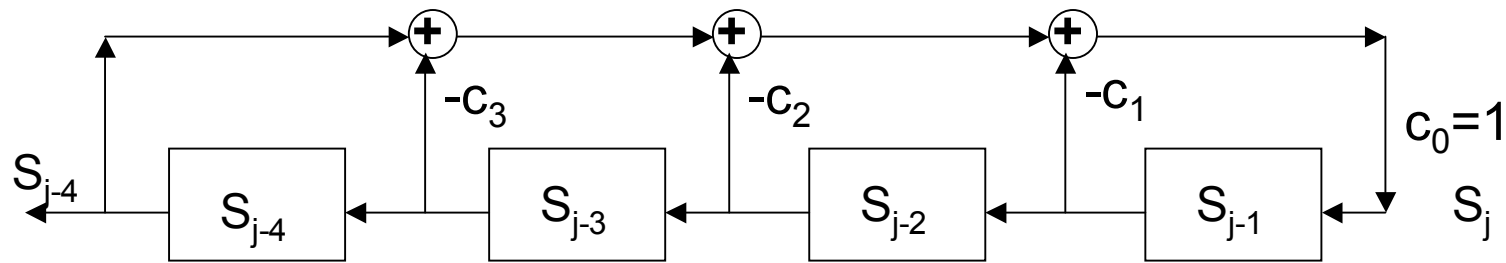 + + +
-c₃ -c₂ -c₁
c₀=1
Sⱼ₋₄ Sⱼ₋₄ Sⱼ₋₃ Sⱼ₋₂ Sⱼ₋₁ Sⱼ